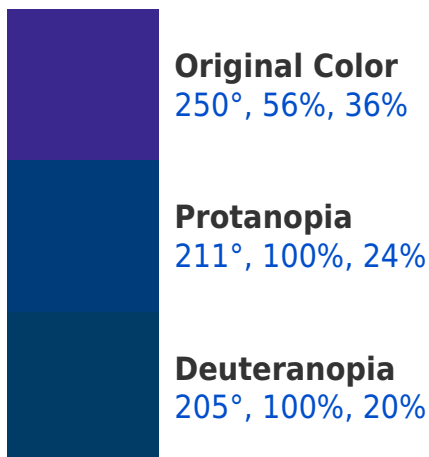 Original Color
250°, 56%, 36%
Protanopia
211°, 100%, 24%
Deuteranopia
205°, 100%, 20%